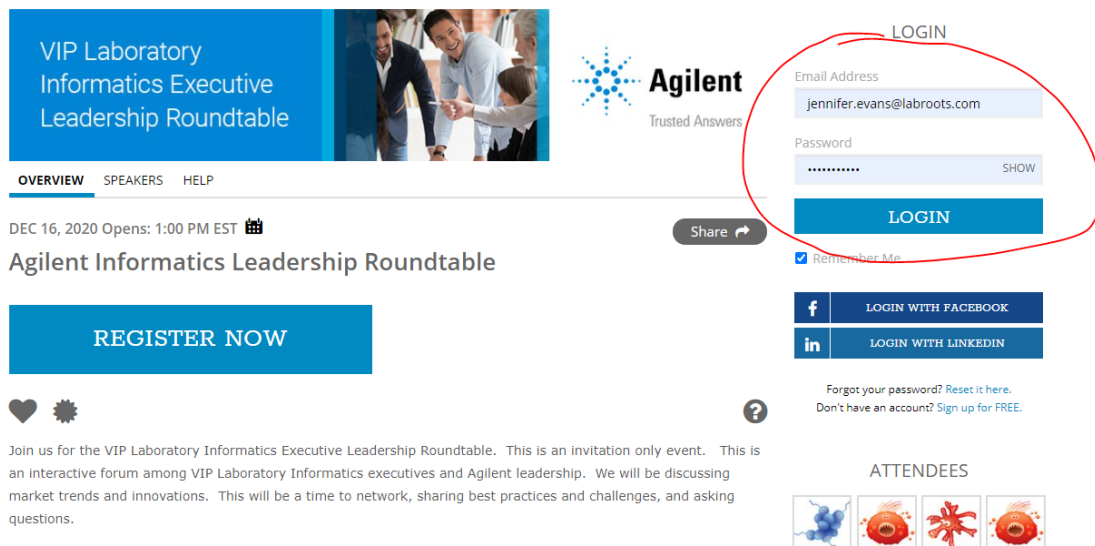 VIP Laboratory
Informatics Executive
Leadership Roundtable
Agilent
Trusted Answers
OVERVIEW SPEAKERS HELP
DEC 16, 2020 Opens: 1:00 PM EST
Share
Agilent Informatics Leadership Roundtable
REGISTER NOW
?
Join us for the VIP Laboratory Informatics Executive Leadership Roundtable. This is an invitation only event. This is
an interactive forum among VIP Laboratory Informatics executives and Agilent leadership. We will be discussing
market trends and innovations. This will be a time to network, sharing best practices and challenges, and asking
questions.
LOGIN
Email Address
jennifer.evans@labroots.com
Password
•••••••••••
SHOW
LOGIN
Remember Me
f LOGIN WITH FACEBOOK
in LOGIN WITH LINKEDIN
Forgot your password? Reset it here.
Don't have an account? Sign up for FREE.
ATTENDEES